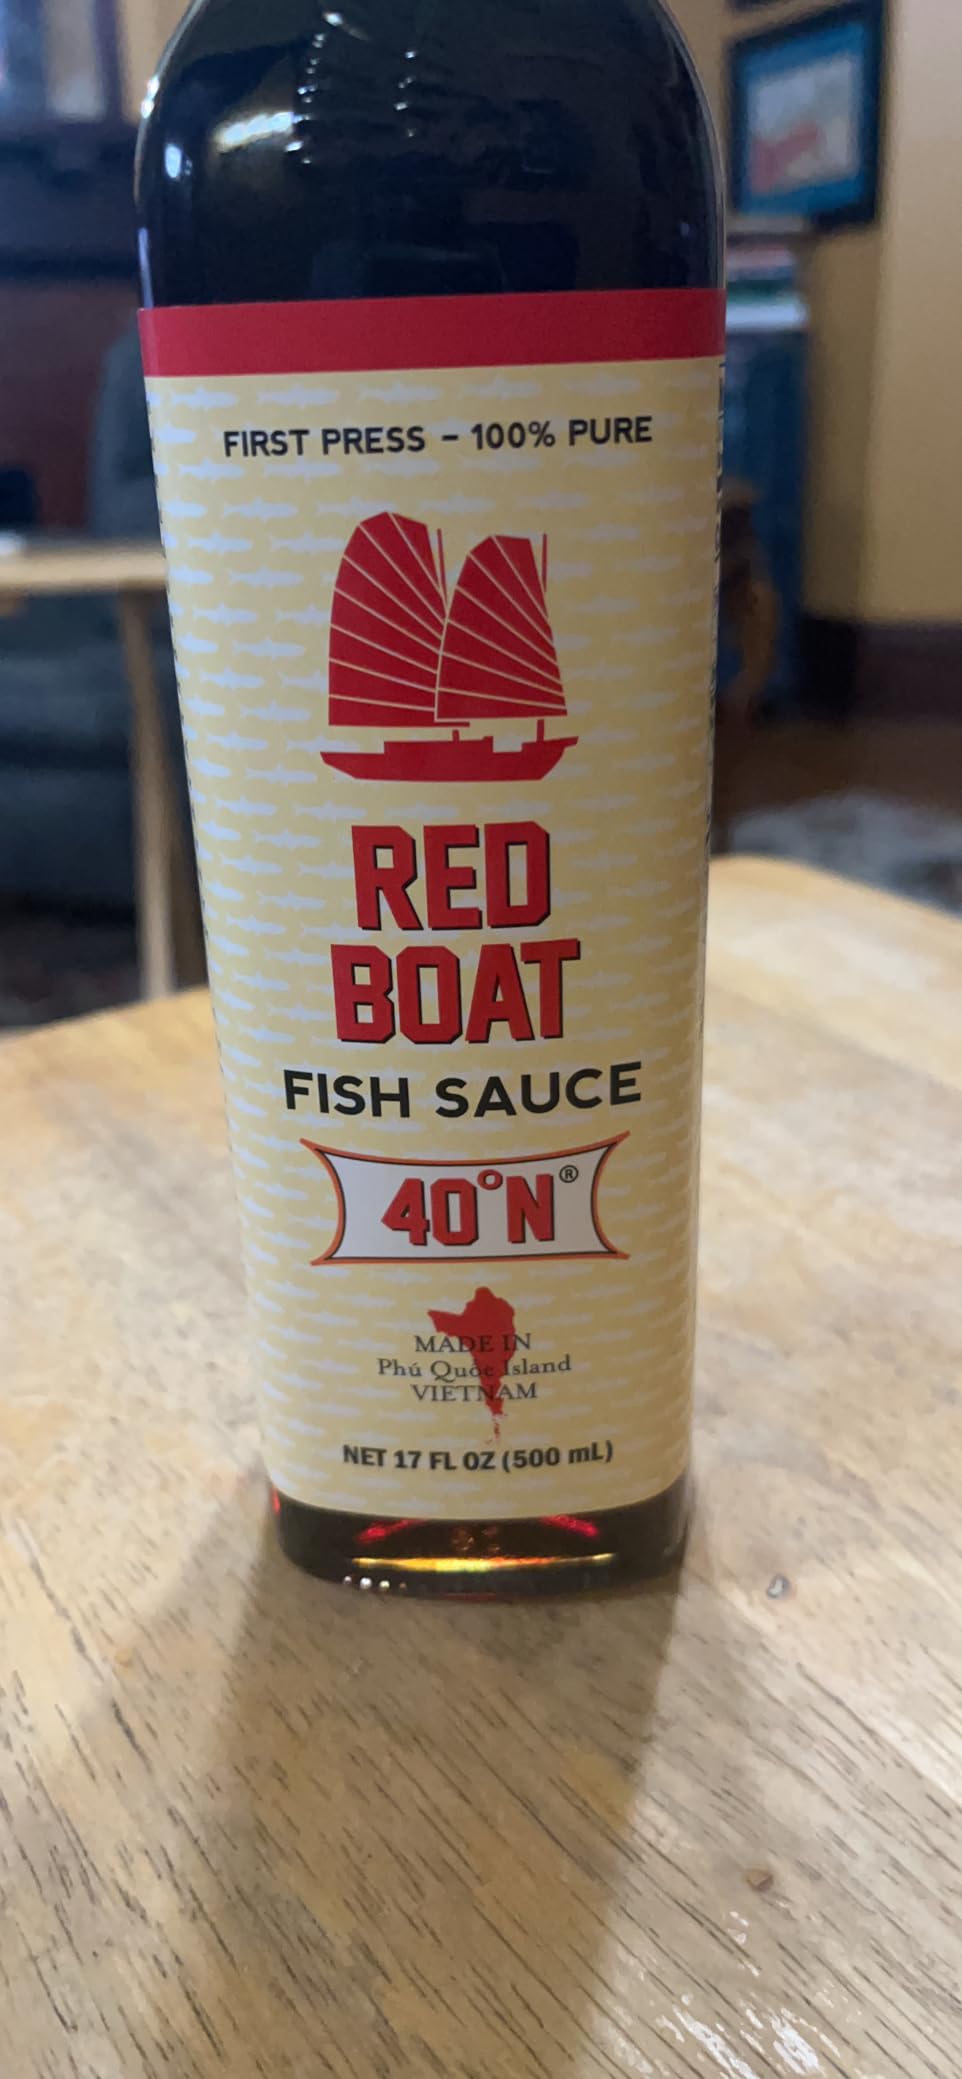 FIRST PRESS – 100% PURE
RED
BOAT
FISH SAUCE
40°N®
MADE IN
Phú Quốc Island
VIETNAM
NET 17 FL OZ (500 mL)